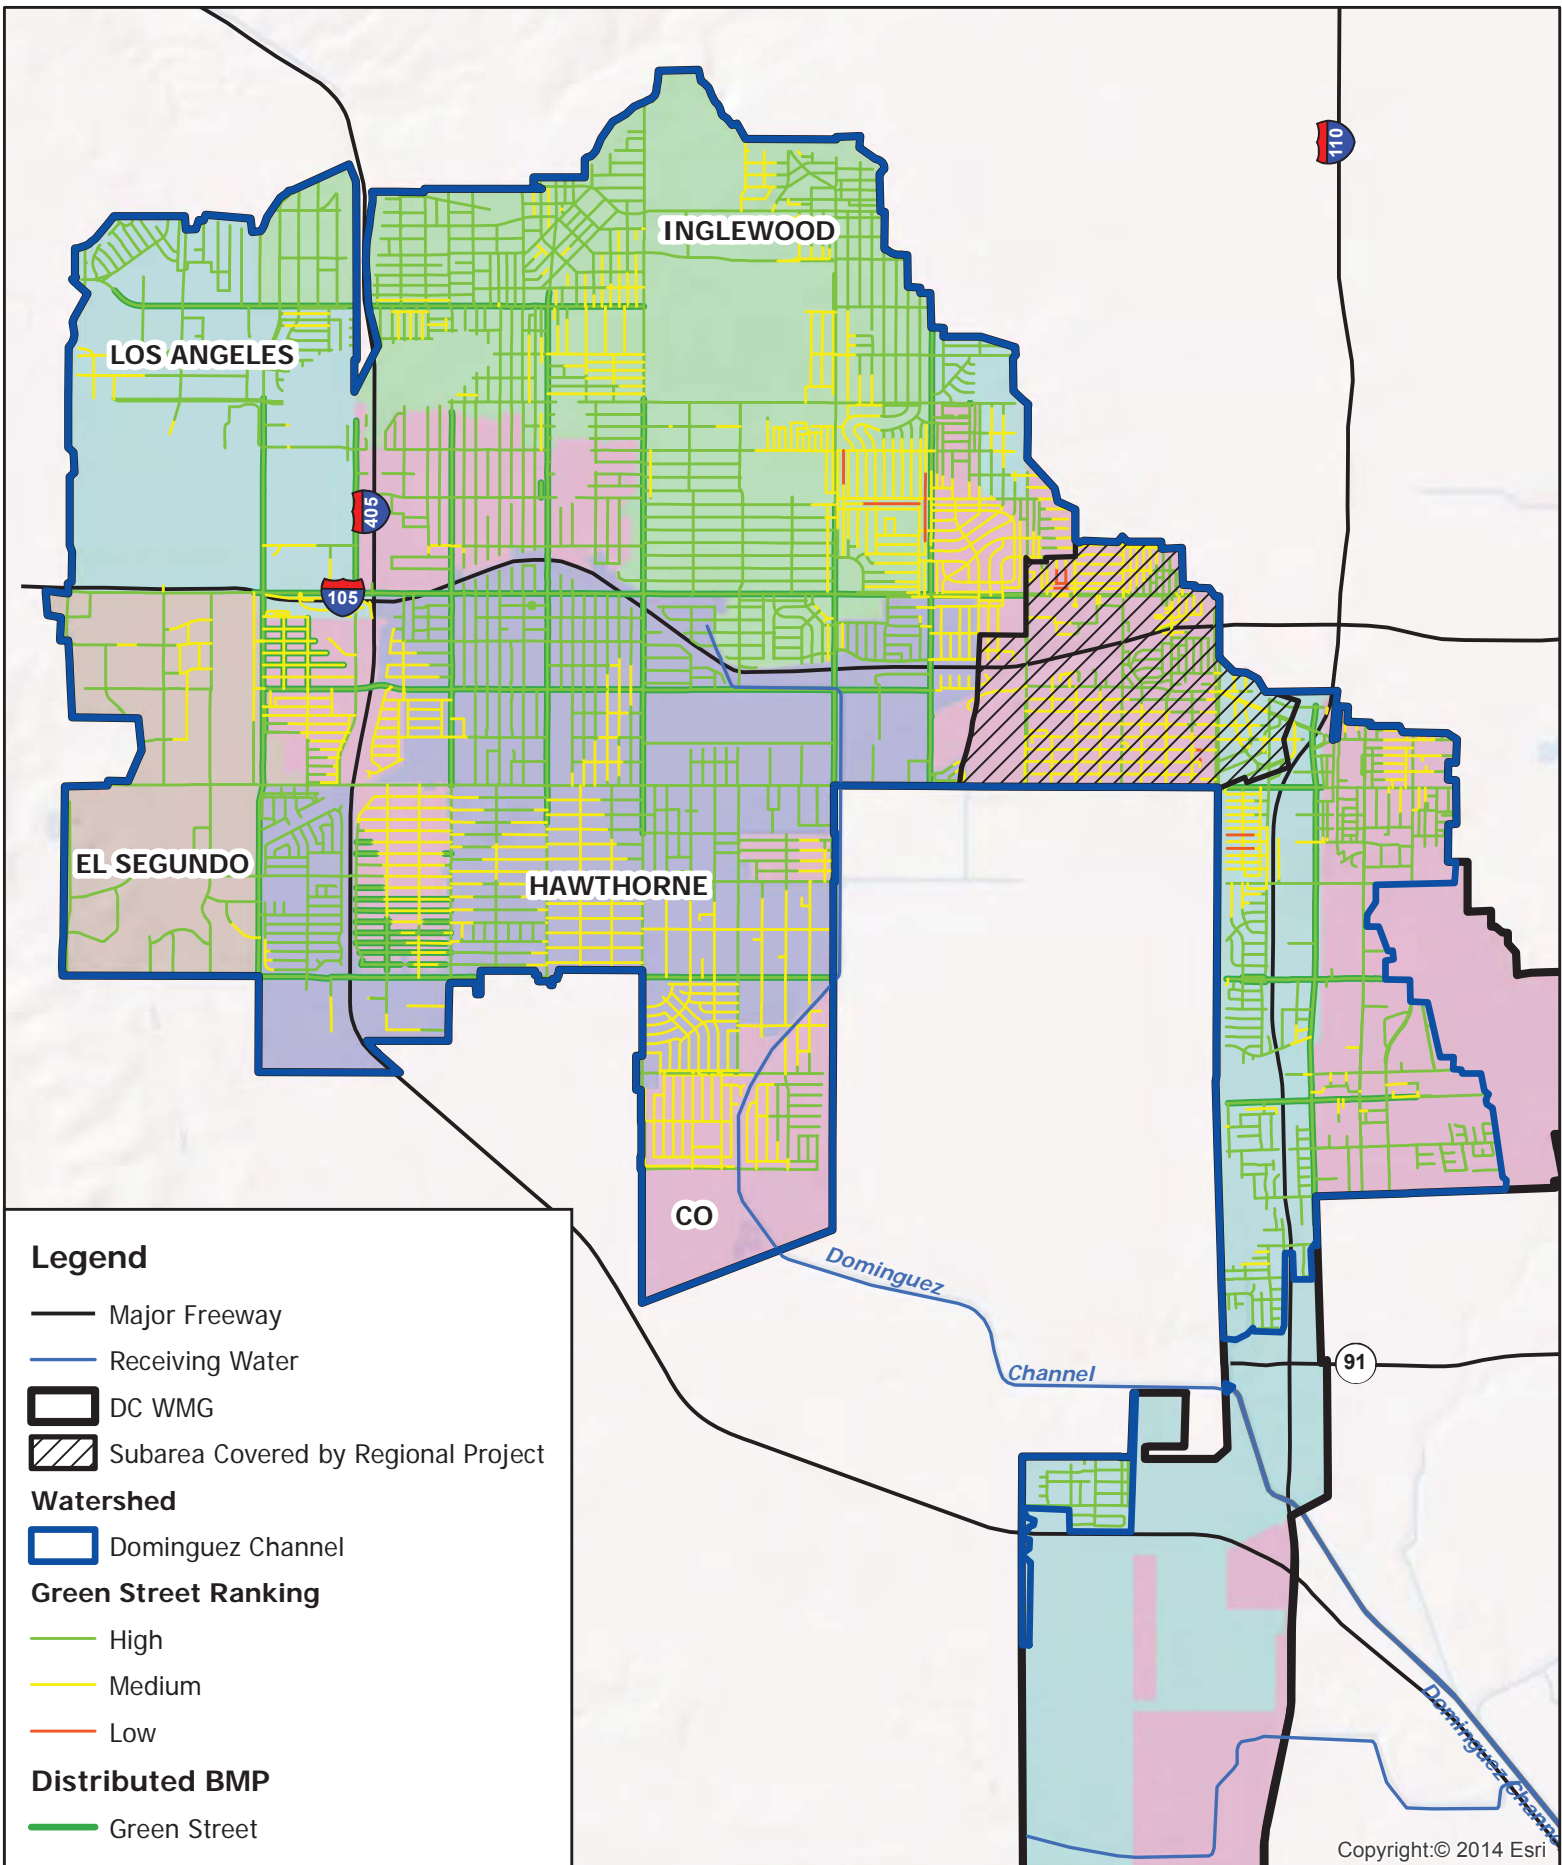 110
INGLEWOOD
LOS ANGELES
405
105
EL SEGUNDO
HAWTHORNE
CO
Dominguez
Channel
91
Dominguez Channel
Legend
Major Freeway
Receiving Water
DC WMG
Subarea Covered by Regional Project
Watershed
Dominguez Channel
Green Street Ranking
High
Medium
Low
Distributed BMP
Green Street
Copyright:© 2014 Esri